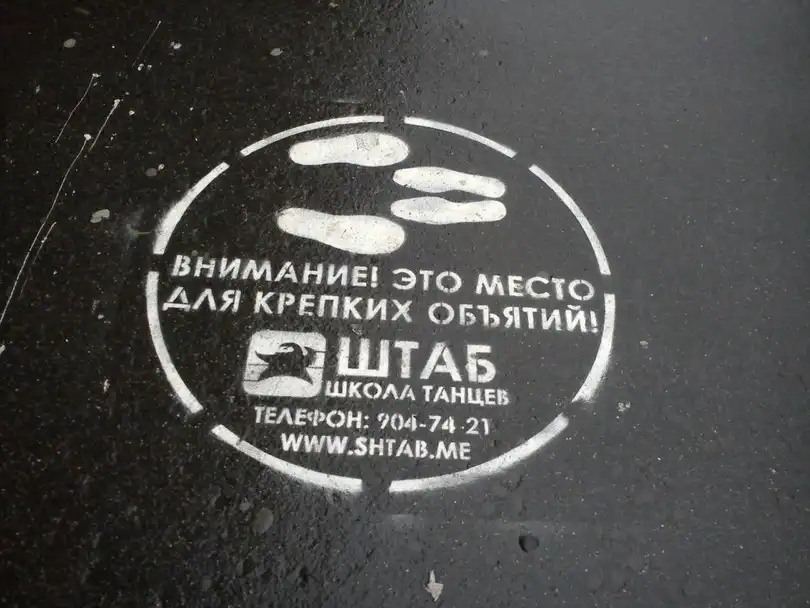 ВНИМАНИЕ! ЭТО МЕСТО
ДЛЯ КРЕПКИХ ОБЪЯТИЙ!
ШТАБ
ШКОЛА ТАНЦЕВ
ТЕЛЕФОН: 904-74-21
WWW.SHTAB.ME